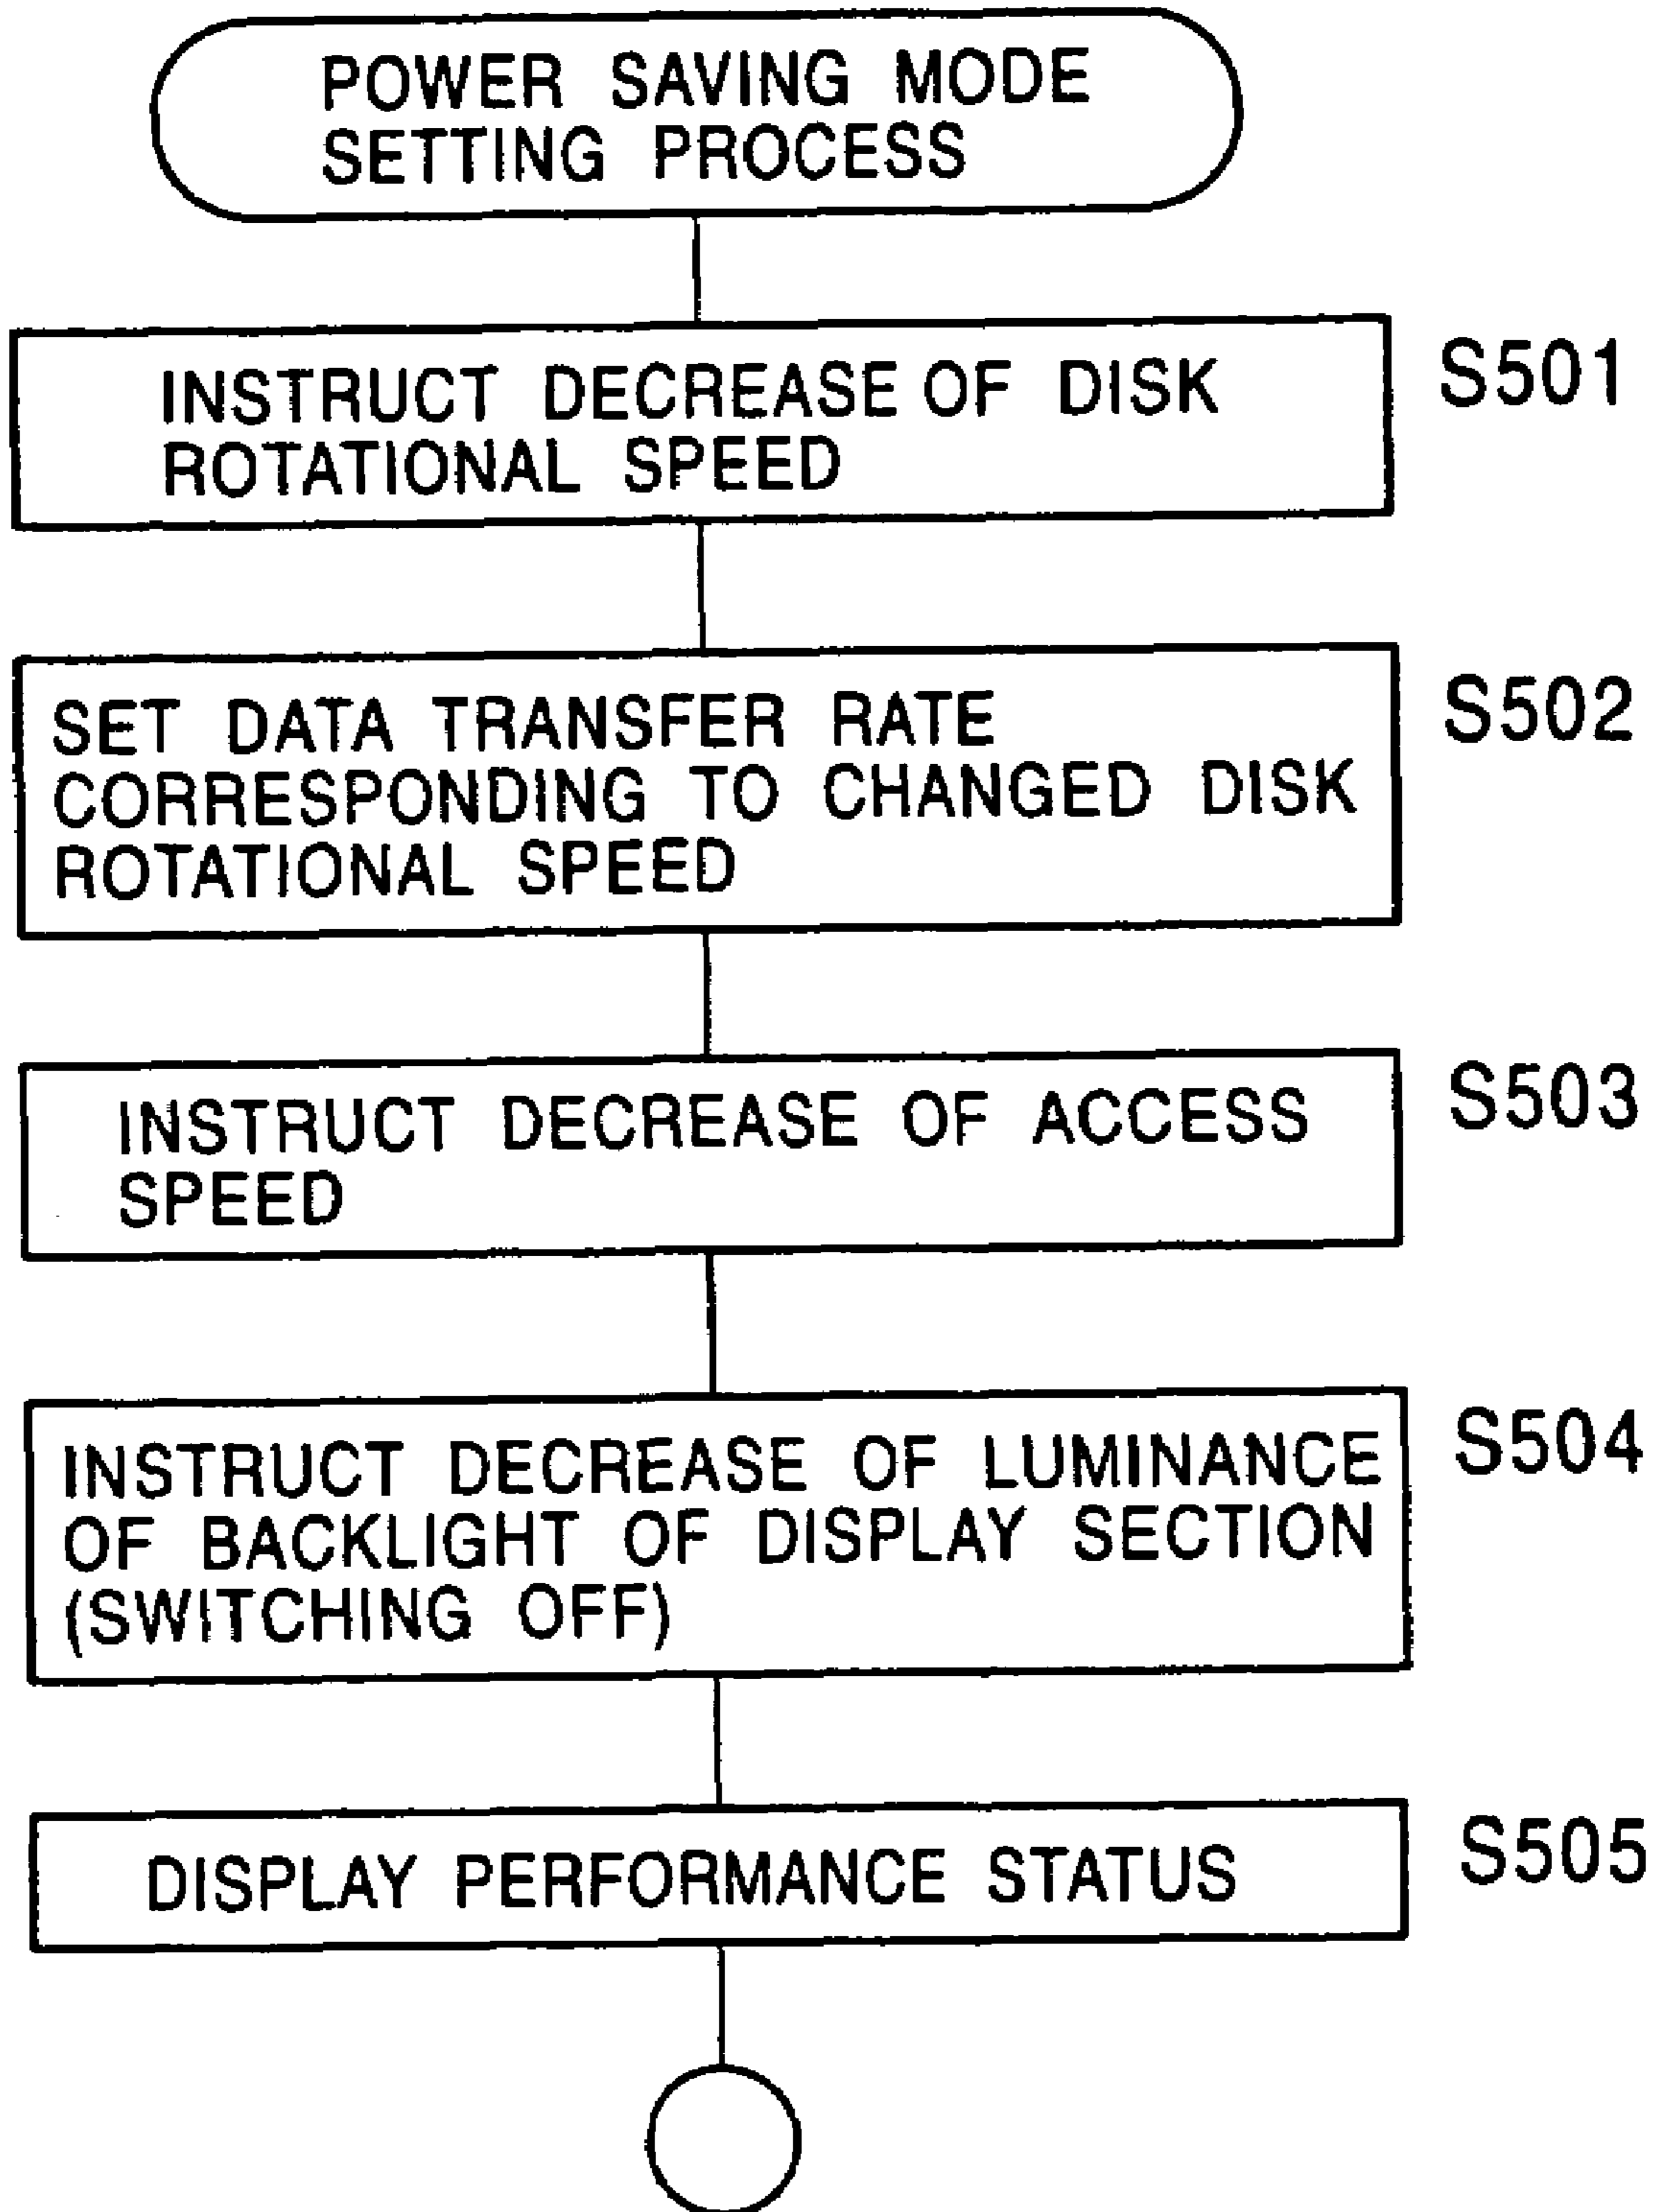 POWER SAVING MODE
SETTING PROCESS
INSTRUCT DECREASE OF DISK
ROTATIONAL SPEED
S501
SET DATA TRANSFER RATE
CORRESPONDING TO CHANGED DISK
ROTATIONAL SPEED
S502
INSTRUCT DECREASE OF ACCESS
SPEED
S503
INSTRUCT DECREASE OF LUMINANCE
OF BACKLIGHT OF DISPLAY SECTION
(SWITCHING OFF)
S504
DISPLAY PERFORMANCE STATUS
S505